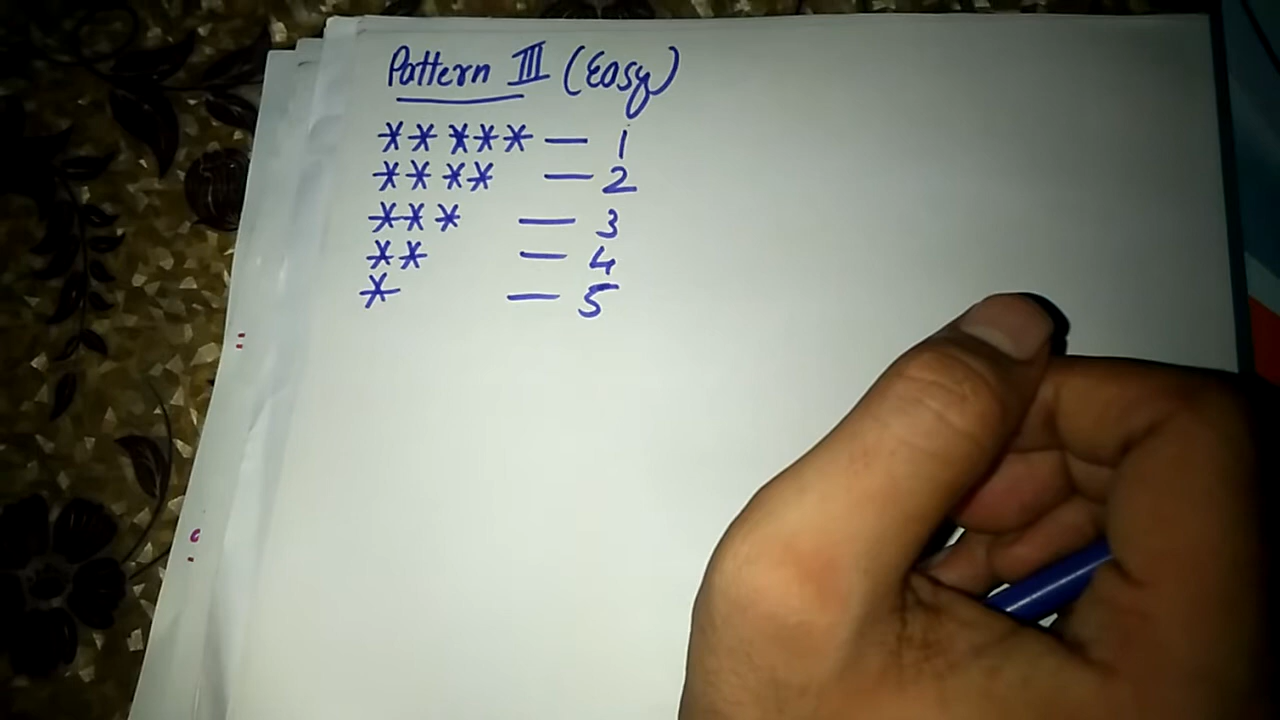 Pattern III (Easy)
***** — 1
**** — 2
*** — 3
** — 4
* — 5